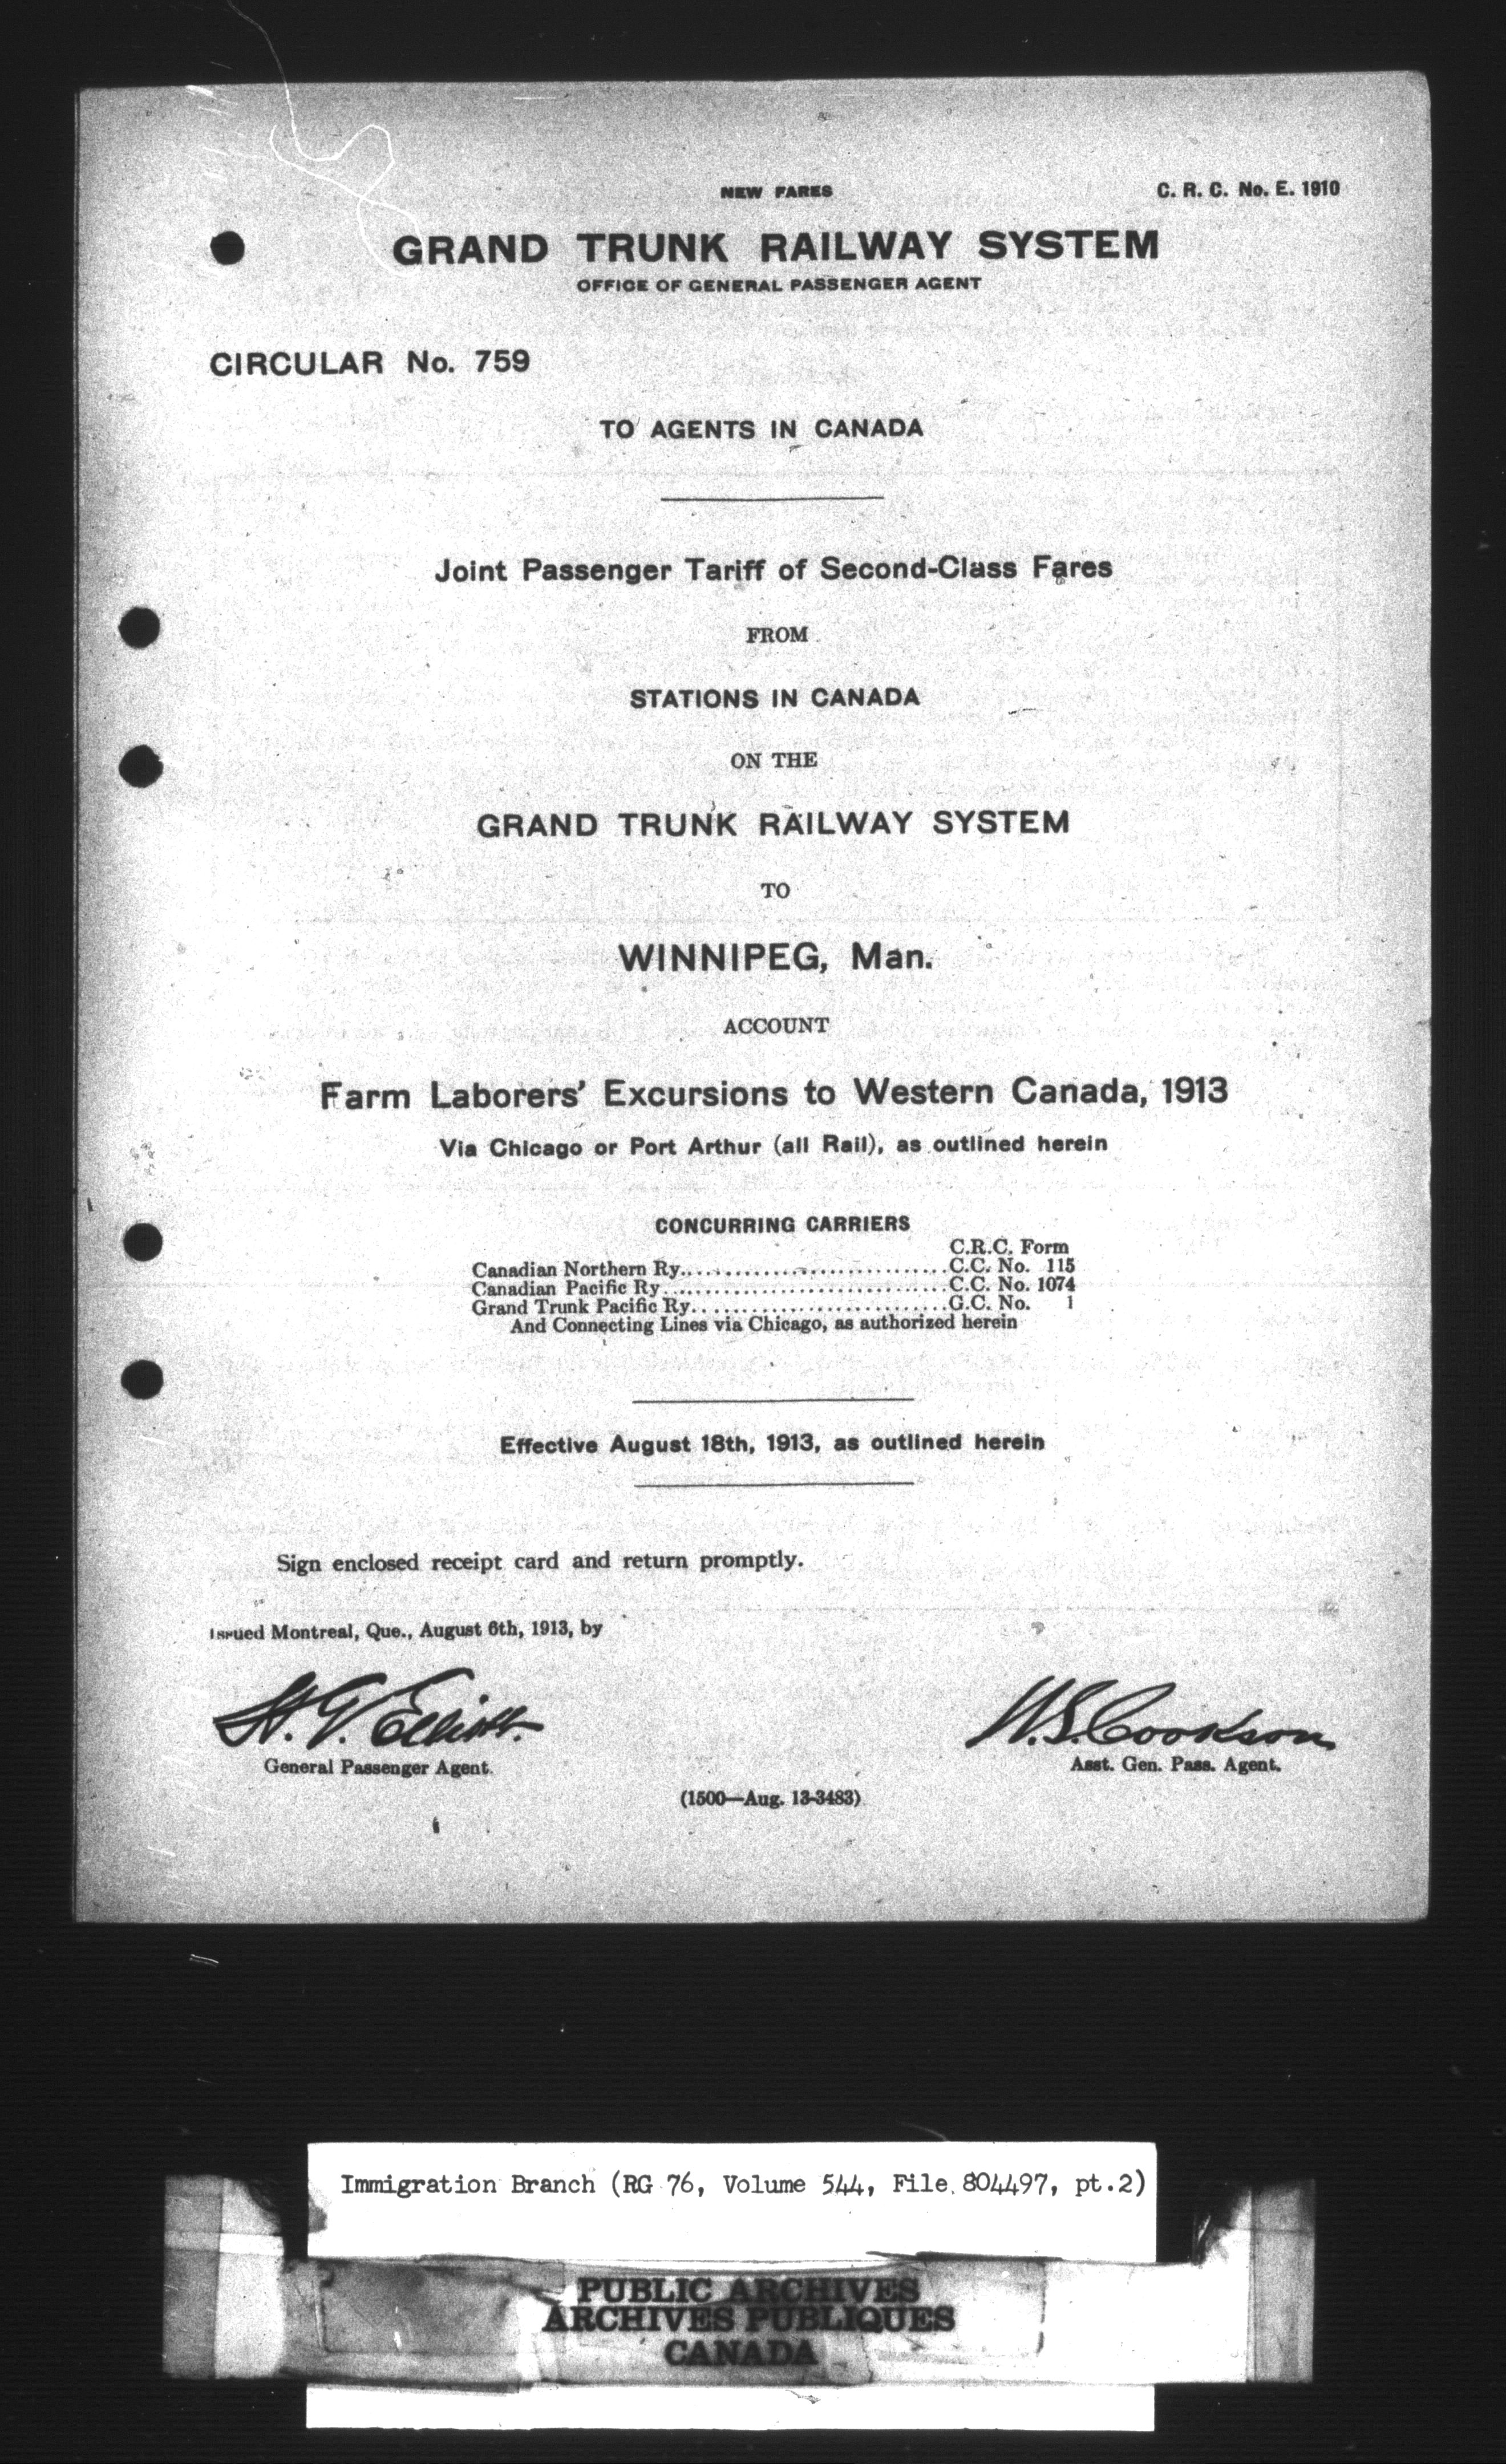 NEW FARES
C. R. C. No. E. 1910
GRAND TRUNK RAILWAY SYSTEM
OFFICE OF GENERAL PASSENGER AGENT
CIRCULAR No. 759
TO AGENTS IN CANADA
Joint Passenger Tariff of Second-Class Fares
FROM
STATIONS IN CANADA
ON THE
GRAND TRUNK RAILWAY SYSTEM
TO
WINNIPEG, Man.
ACCOUNT
Farm Laborers' Excursions to Western Canada, 1913
Via Chicago or Port Arthur (all Rail), as outlined herein
CONCURRING CARRIERS
C.R.C. Form
Canadian Northern Ry. C.C. No. 115
Canadian Pacific Ry. C.C. No. 1074
Grand Trunk Pacific Ry. G.C. No. 1
And Connecting Lines via Chicago, as authorized herein
Effective August 18th, 1913, as outlined herein
Sign enclosed receipt card and return promptly.
Issued Montreal, Que., August 6th, 1913, by
H. G. Elliott.
General Passenger Agent.
W.S. Cookson
Asst. Gen. Pass. Agent.
(1500—Aug. 13-3483)
Immigration Branch (RG 76, Volume 544, File 804497, pt.2)
PUBLIC ARCHIVES
ARCHIVES PUBLIQUES
CANADA